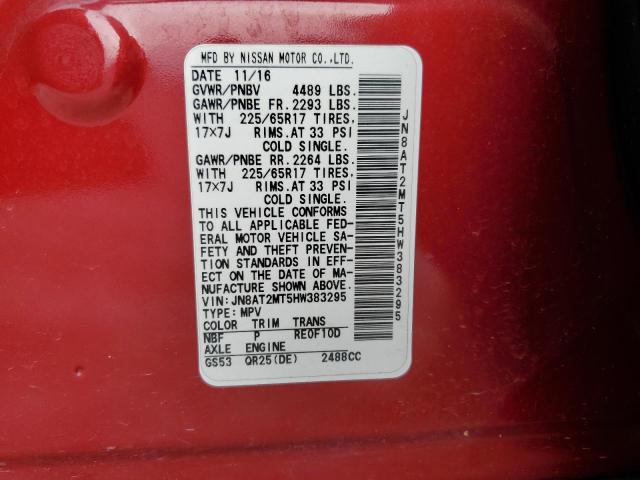 MFD BY NISSAN MOTOR CO.,LTD.
DATE 11/16
GVWR/PNBV 4489 LBS.
GAWR/PNBE FR.2293 LBS.
WITH 225/65R17 TIRES,
17×7J RIMS.AT 33 PSI
COLD SINGLE.
GAWR/PNBE RR.2264 LBS.
WITH 225/65R17 TIRES,
17×7J RIMS.AT 33 PSI
COLD SINGLE.
THIS VEHICLE CONFORMS
TO ALL APPLICABLE FED-
ERAL MOTOR VEHICLE SA-
FETY AND THEFT PREVEN-
TION STANDARDS IN EFF-
ECT ON THE DATE OF MA-
NUFACTURE SHOWN ABOVE.
VIN:JN8AT2MT5HW383295
TYPE:MPV
COLOR TRIM TRANS
NBF P RE0F10D
AXLE ENGINE
GS53 QR25(DE) 2488CC
JN8AT2MT5HW383295